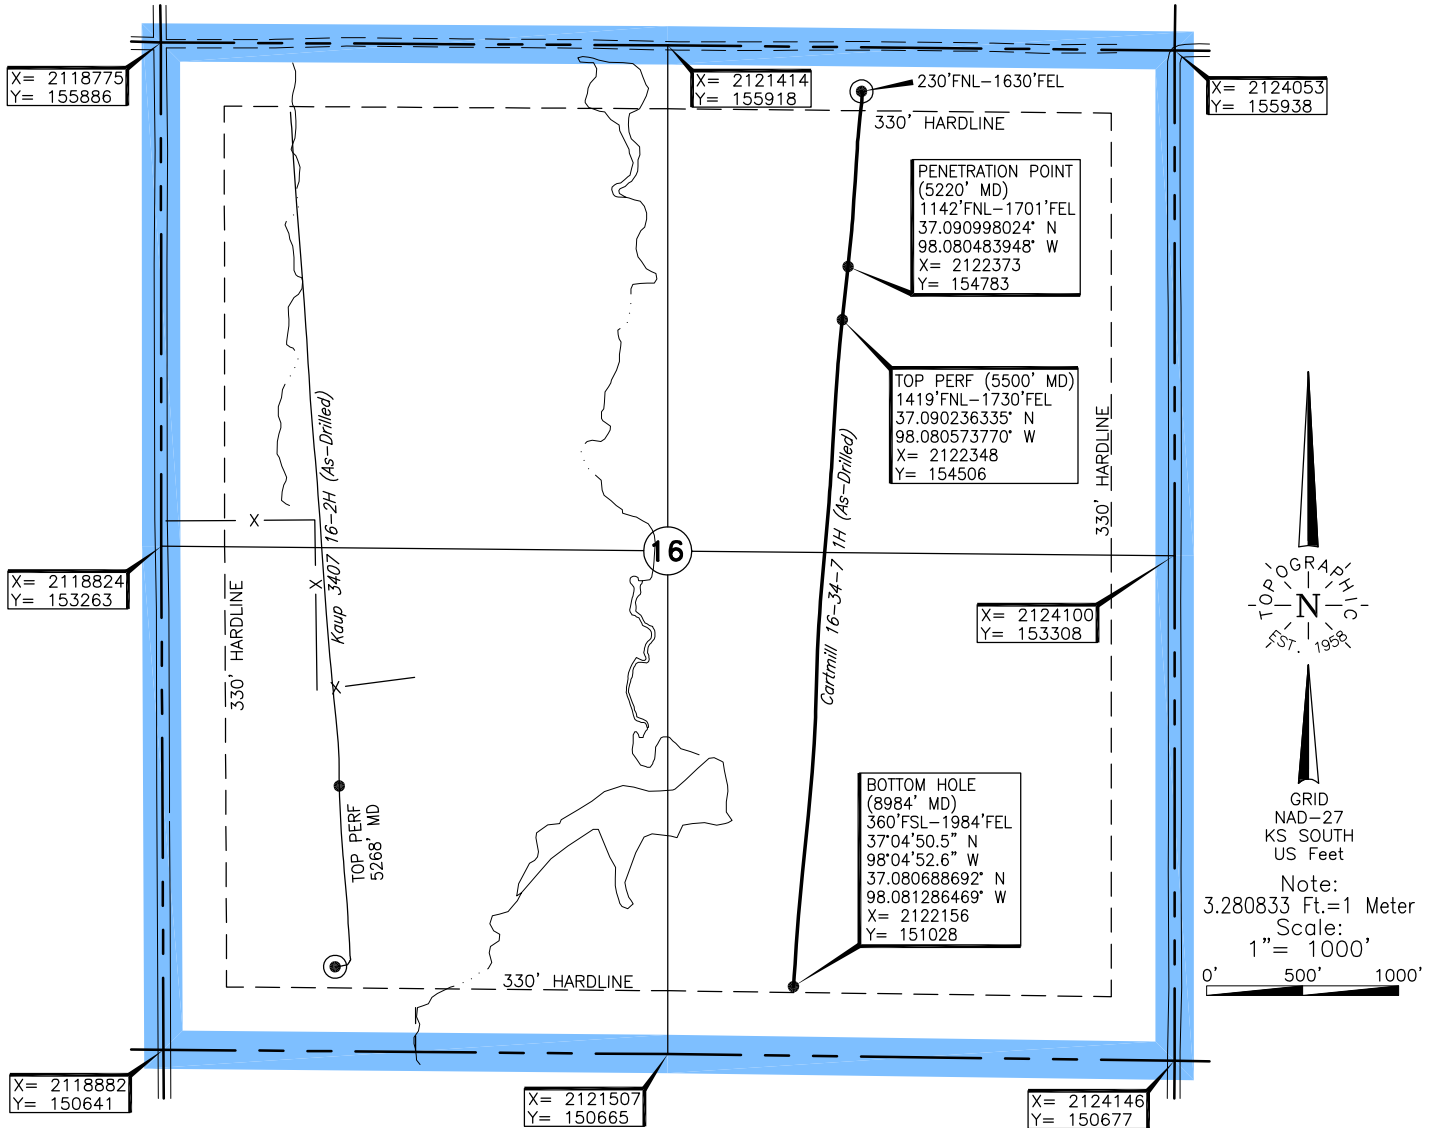 X= 2118775
Y= 155886
X= 2121414
Y= 155918
230'FNL-1630'FEL
X= 2124053
Y= 155938
330' HARDLINE
PENETRATION POINT
(5220' MD)
1142'FNL-1701'FEL
37.090998024° N
98.080483948° W
X= 2122373
Y= 154783
TOP PERF (5500' MD)
1419'FNL-1730'FEL
37.090236335° N
98.080573770° W
X= 2122348
Y= 154506
330' HARDLINE
Kaup 3407 16-2H (As-Drilled)
Cartmill 16-34-7 1H (As-Drilled)
X
16
X= 2118824
Y= 153263
X
330' HARDLINE
X= 2124100
Y= 153308
X
TOPOGRAPHIC
N
EST. 1958
TOP PERF
5268' MD
BOTTOM HOLE
(8984' MD)
360'FSL-1984'FEL
37°04'50.5" N
98°04'52.6" W
37.080688692° N
98.081286469° W
X= 2122156
Y= 151028
GRID
NAD-27
KS SOUTH
US Feet
Note:
3.280833 Ft.=1 Meter
Scale:
1"= 1000'
0' 500' 1000'
330' HARDLINE
X= 2118882
Y= 150641
X= 2121507
Y= 150665
X= 2124146
Y= 150677